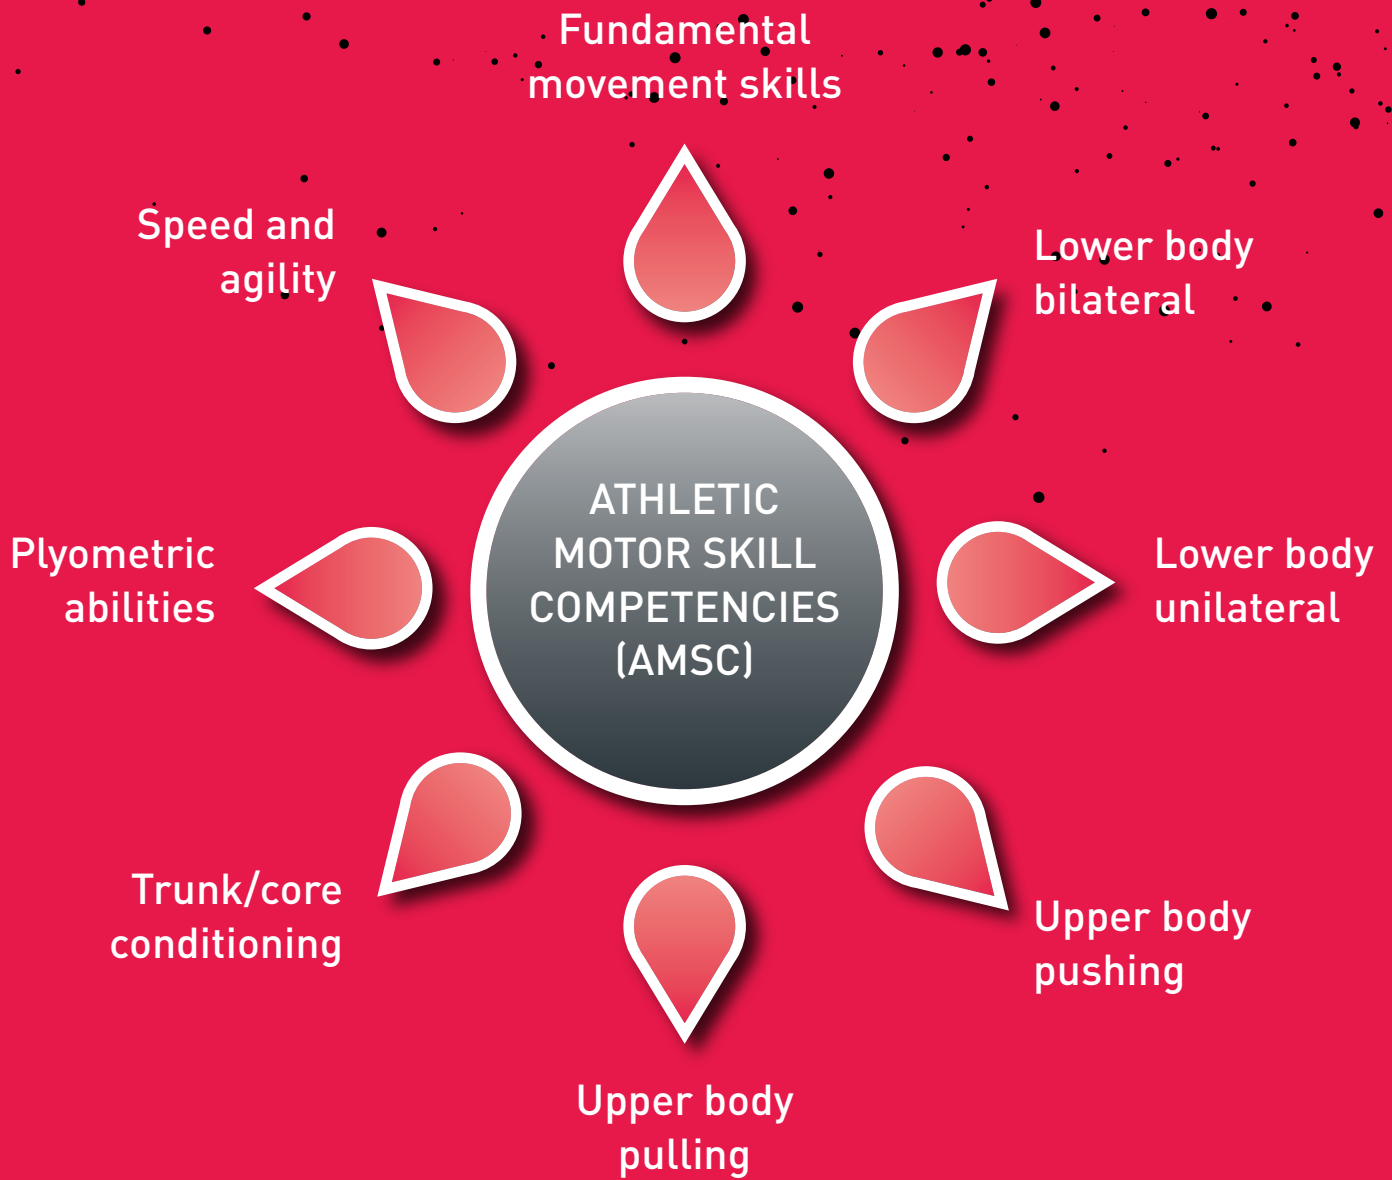 Fundamental
movement skills
Speed and
agility
Lower body
bilateral
ATHLETIC
MOTOR SKILL
COMPETENCIES
(AMSC)
Plyometric
abilities
Lower body
unilateral
Trunk/core
conditioning
Upper body
pushing
Upper body
pulling